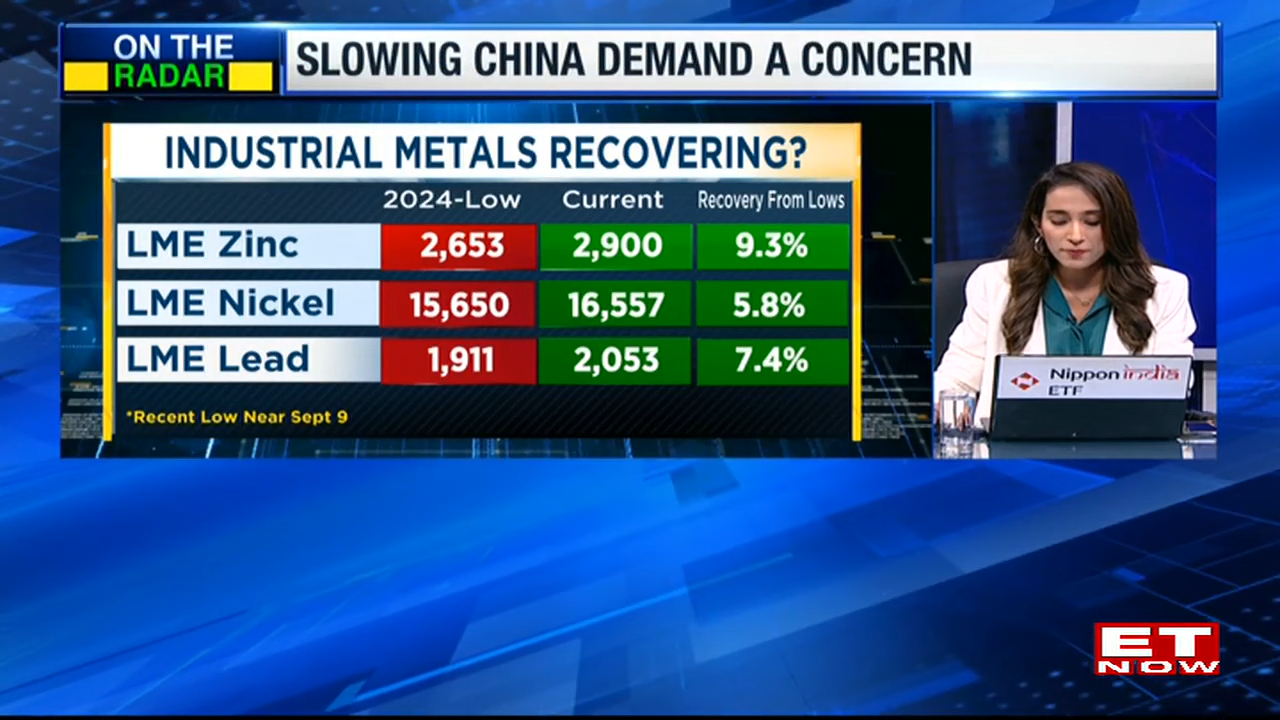 ON THE
RADAR
SLOWING CHINA DEMAND A CONCERN
INDUSTRIAL METALS RECOVERING?
2024-Low Current Recovery From Lows
LME Zinc 2,653 2,900 9.3%
LME Nickel 15,650 16,557 5.8%
LME Lead 1,911 2,053 7.4%
*Recent Low Near Sept 9
Nippon india
ETF
ET
NOW